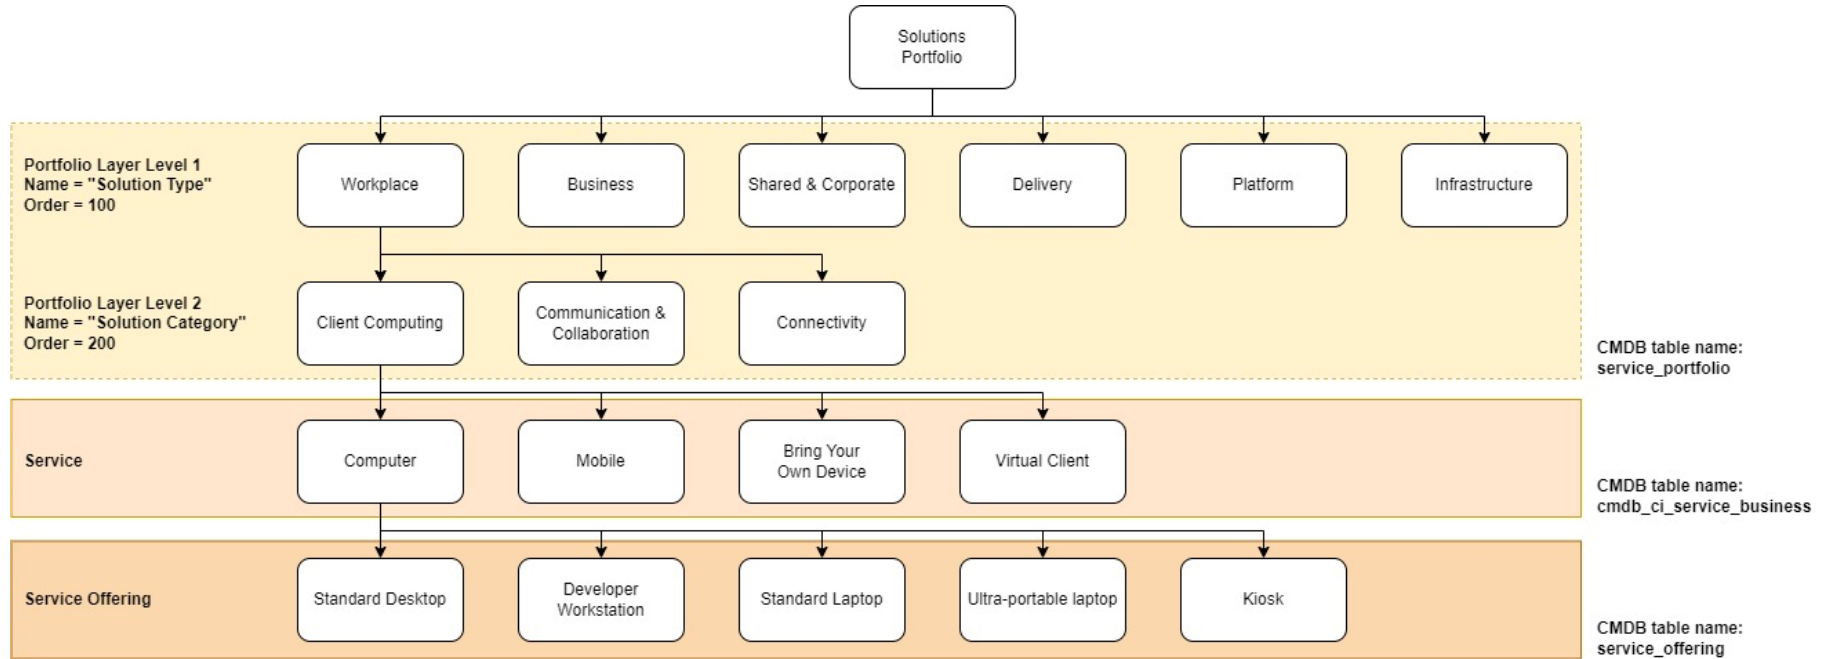 Solutions
Portfolio
Portfolio Layer Level 1
Name = "Solution Type"
Order = 100
Workplace
Business
Shared & Corporate
Delivery
Platform
Infrastructure
Portfolio Layer Level 2
Name = "Solution Category"
Order = 200
Client Computing
Communication &
Collaboration
Connectivity
CMDB table name:
service_portfolio
Service
Computer
Mobile
Bring Your
Own Device
Virtual Client
CMDB table name:
cmdb_ci_service_business
Service Offering
Standard Desktop
Developer
Workstation
Standard Laptop
Ultra-portable laptop
Kiosk
CMDB table name:
service_offering